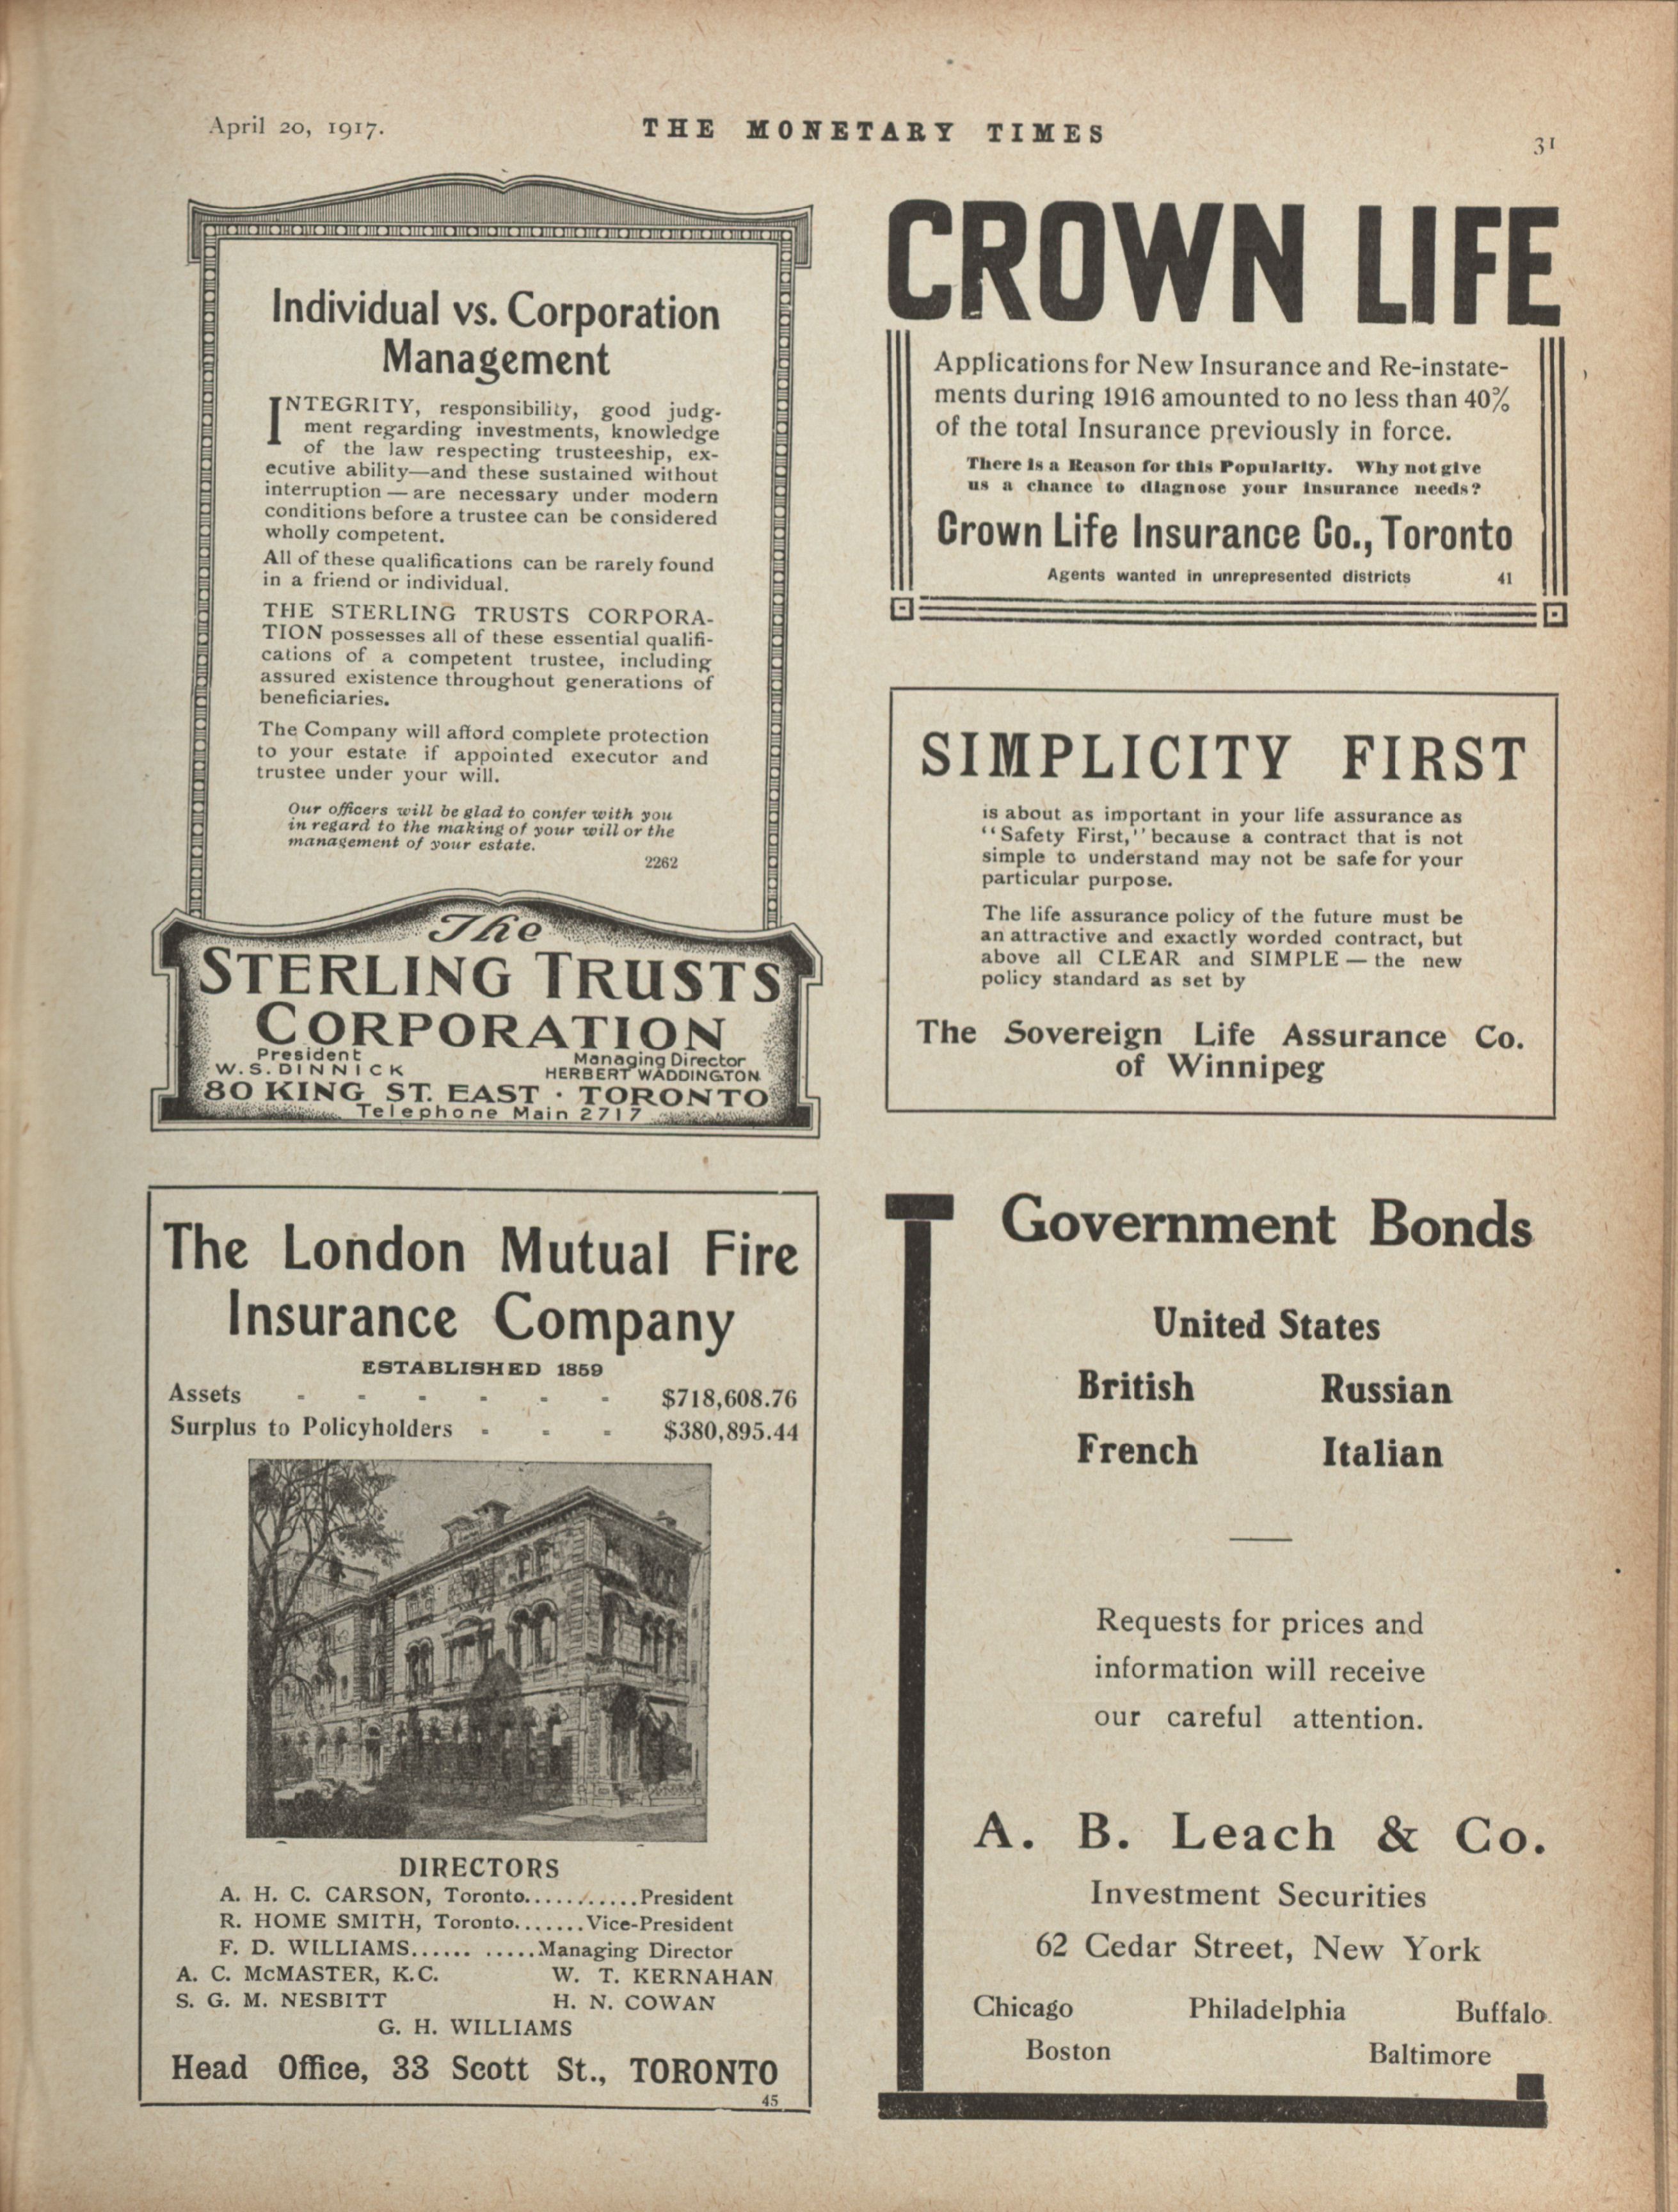 April 20, 1917.
THE MONETARY TIMES
31
Individual vs. Corporation
Management
INTEGRITY, responsibility, good judg-
ment regarding investments, knowledge
of the law respecting trusteeship, ex-
ecutive ability—and these sustained without
interruption — are necessary under modern
conditions before a trustee can be considered
wholly competent.
All of these qualifications can be rarely found
in a friend or individual.
THE STERLING TRUSTS CORPORA-
TION possesses all of these essential qualifi-
cations of a competent trustee, including
assured existence throughout generations of
beneficiaries.
The Company will afford complete protection
to your estate if appointed executor and
trustee under your will.
Our officers will be glad to confer with you
in regard to the making of your will or the
management of your estate.
2262
The
STERLING TRUSTS
CORPORATION
President
W. S. DINNICK
Managing Director
HERBERT WADDINGTON
80 KING ST. EAST · TORONTO
Telephone Main 2717
The London Mutual Fire
Insurance Company
ESTABLISHED 1859
Assets - - - - - - $718,608.76
Surplus to Policyholders - - - $380,895.44
DIRECTORS
A. H. C. CARSON, Toronto...........President
R. HOME SMITH, Toronto.......Vice-President
F. D. WILLIAMS...... .....Managing Director
A. C. McMASTER, K.C. W. T. KERNAHAN
S. G. M. NESBITT H. N. COWAN
G. H. WILLIAMS
Head Office, 33 Scott St., TORONTO
45
CROWN LIFE
Applications for New Insurance and Re-instate-
ments during 1916 amounted to no less than 40%
of the total Insurance previously in force.
There is a Reason for this Popularity. Why not give
us a chance to diagnose your insurance needs?
Crown Life Insurance Co., Toronto
Agents wanted in unrepresented districts 41
SIMPLICITY FIRST
is about as important in your life assurance as
"Safety First," because a contract that is not
simple to understand may not be safe for your
particular purpose.
The life assurance policy of the future must be
an attractive and exactly worded contract, but
above all CLEAR and SIMPLE — the new
policy standard as set by
The Sovereign Life Assurance Co.
of Winnipeg
Government Bonds
United States
British Russian
French Italian
Requests for prices and
information will receive
our careful attention.
A. B. Leach & Co.
Investment Securities
62 Cedar Street, New York
Chicago Philadelphia Buffalo
Boston Baltimore